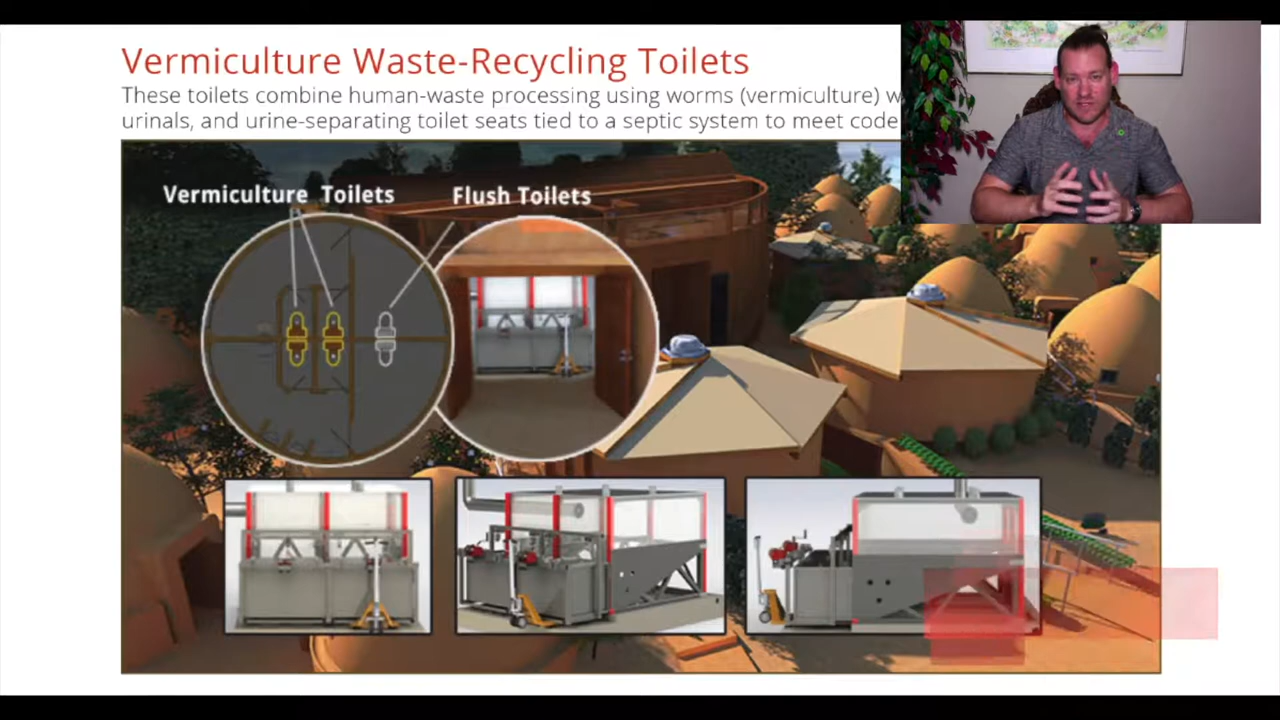 Vermiculture Waste-Recycling Toilets
These toilets combine human-waste processing using worms (vermiculture) w
urinals, and urine-separating toilet seats tied to a septic system to meet code
Vermiculture Toilets
Flush Toilets